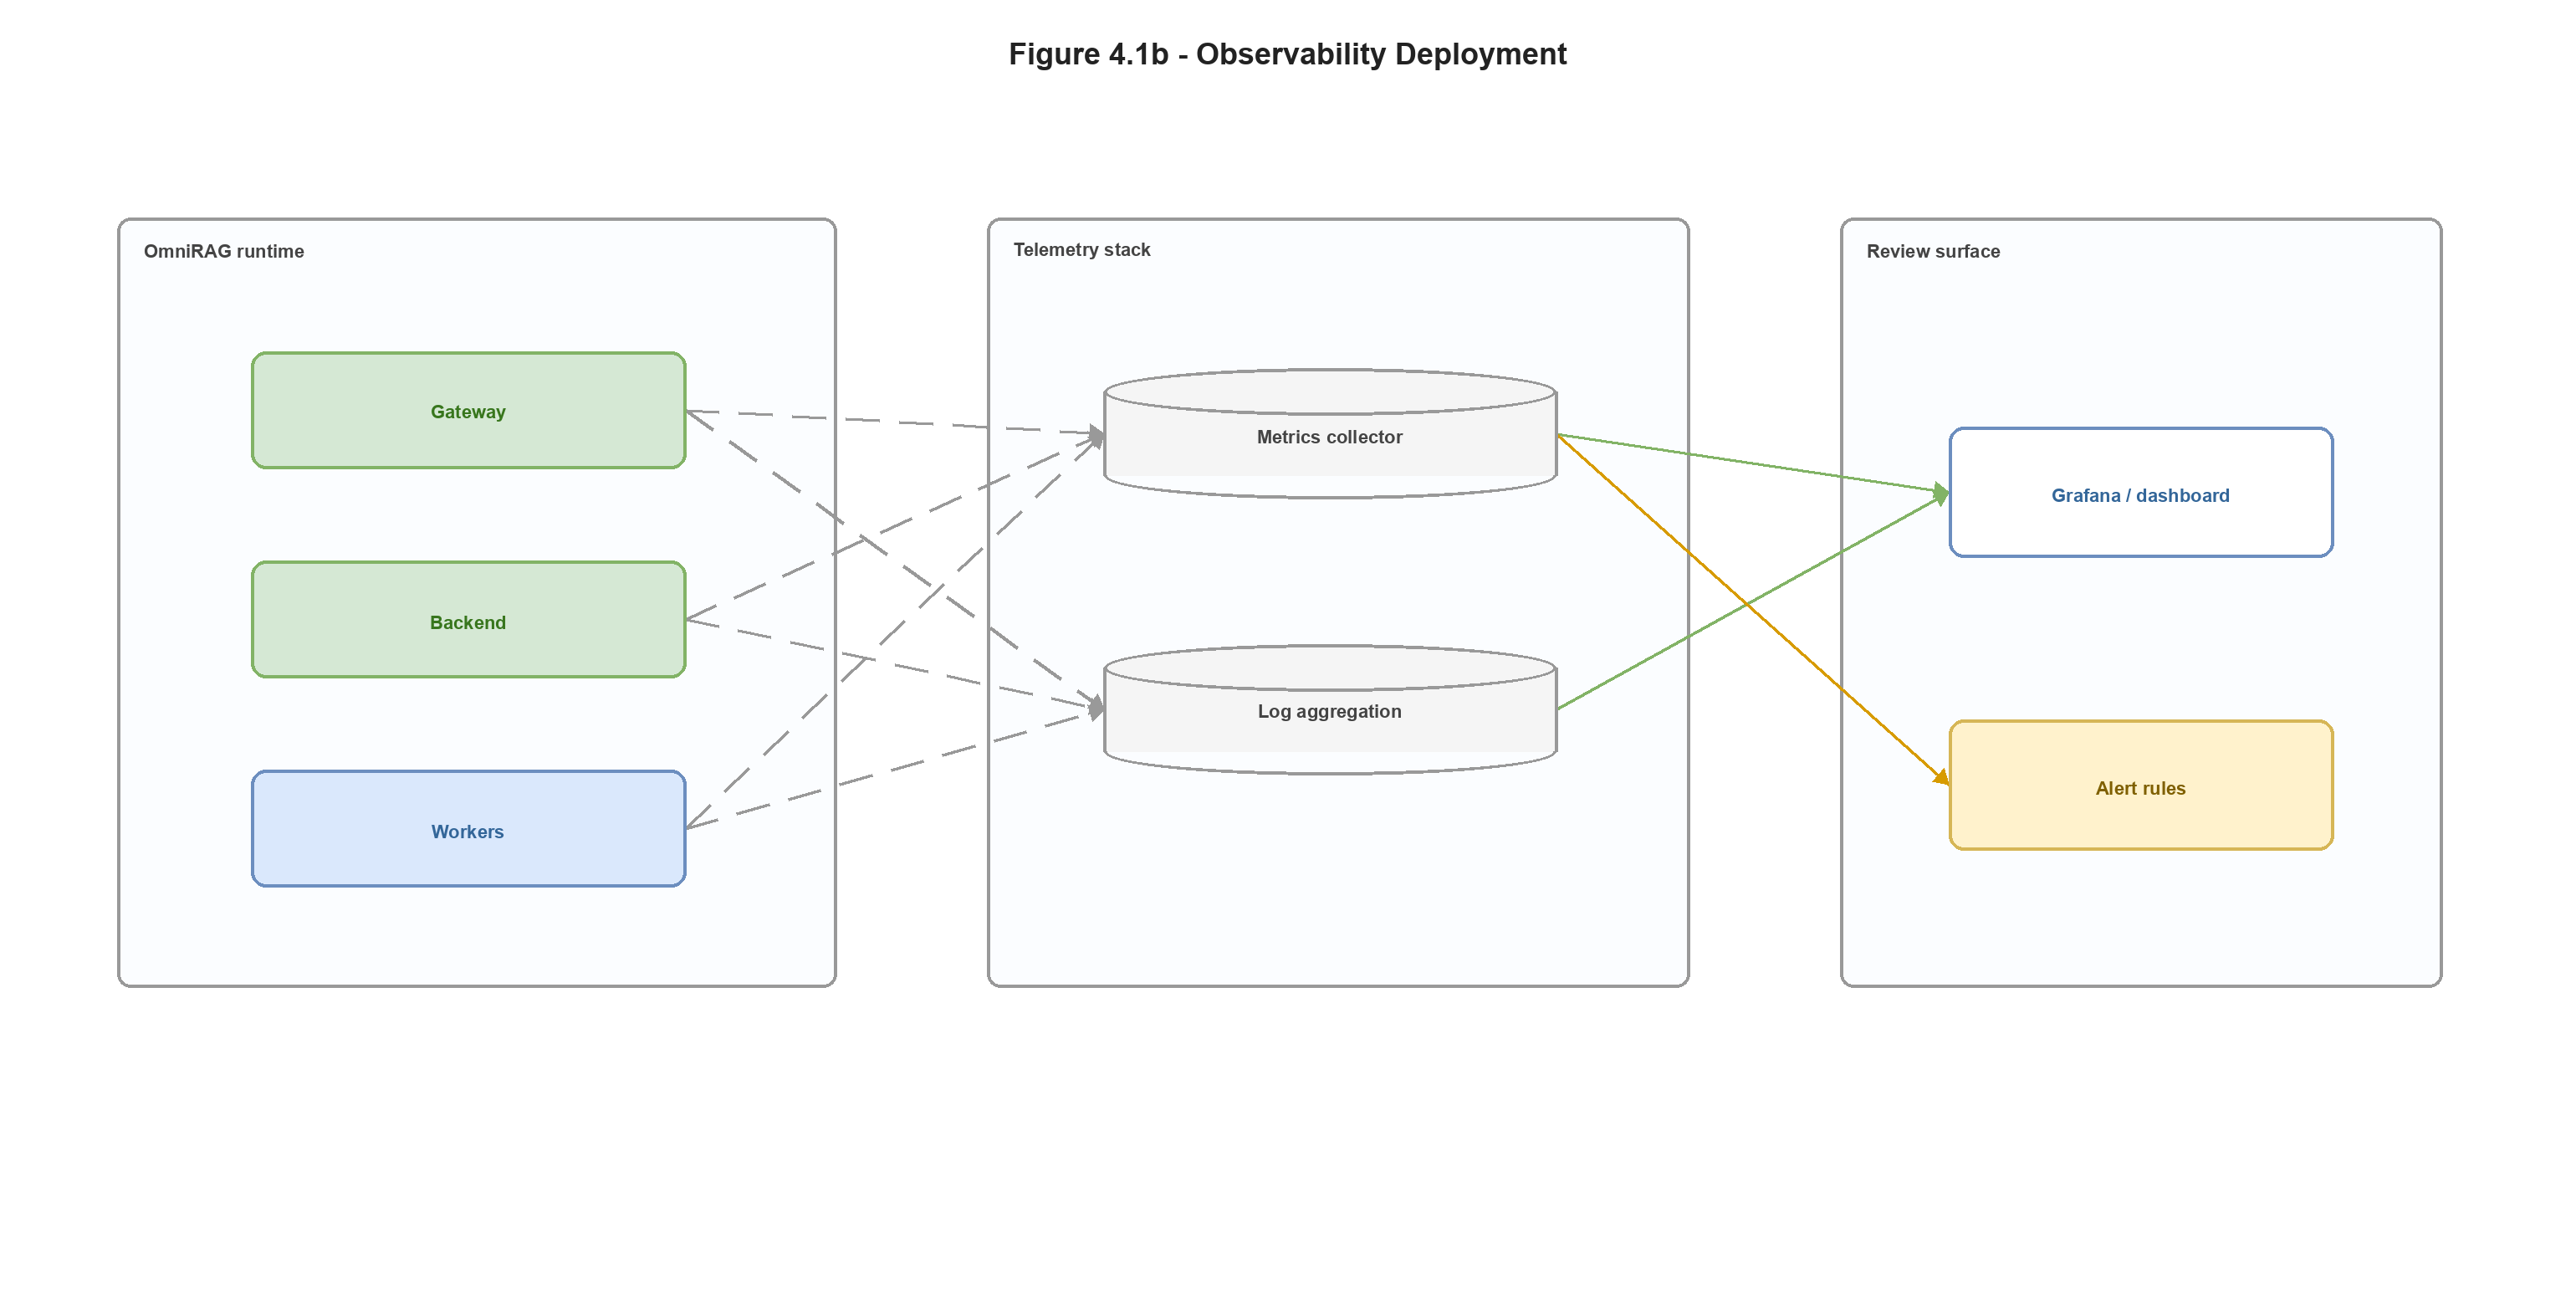 Figure 4.1b - Observability Deployment
OmniRAG runtime
Gateway
Backend
Workers
Telemetry stack
Metrics collector
Log aggregation
Review surface
Grafana / dashboard
Alert rules